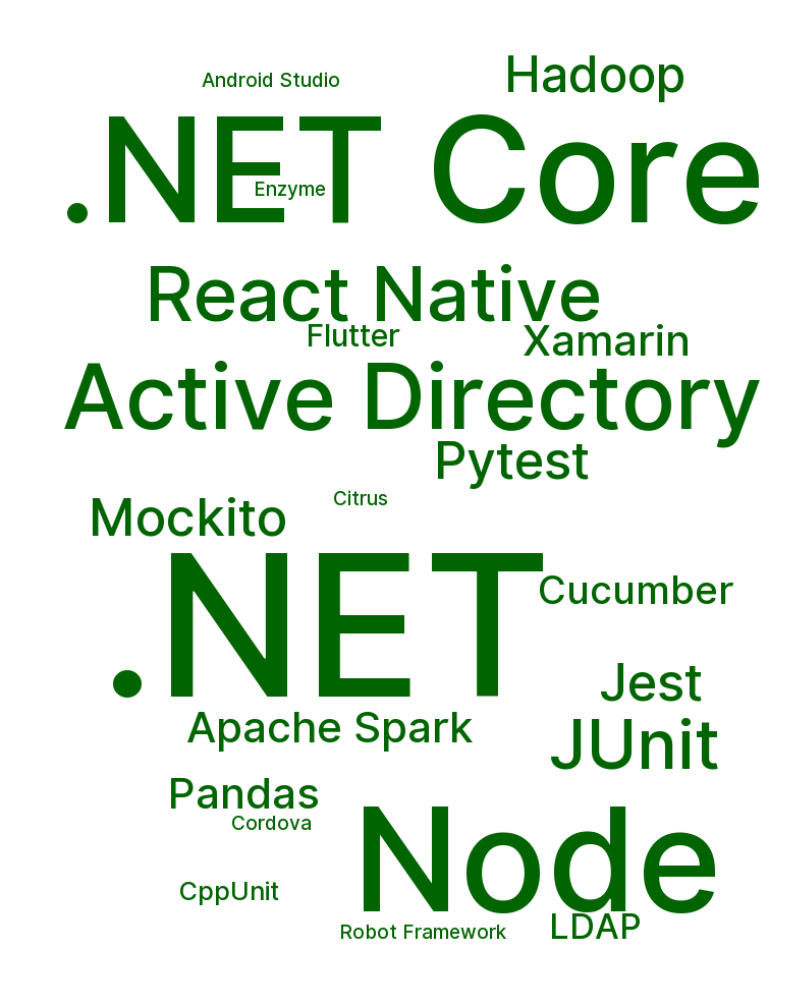 Hadoop
Android Studio
.NET Core
Enzyme
React Native
Flutter
Xamarin
Active Directory
Pytest
Citrus
Mockito
.NET
Cucumber
Jest
Apache Spark
JUnit
Pandas
Cordova
Node
CppUnit
LDAP
Robot Framework